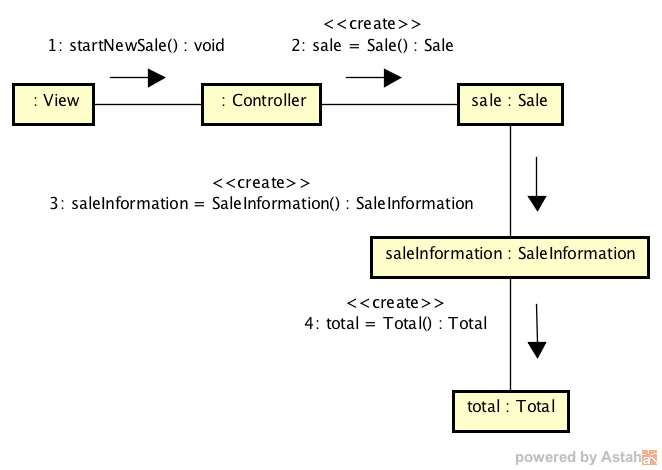 <<create>>
1: startNewSale() : void
2: sale = Sale() : Sale
: View
: Controller
sale : Sale
<<create>>
3: saleInformation = SaleInformation() : SaleInformation
saleInformation : SaleInformation
<<create>>
4: total = Total() : Total
total : Total
powered by Astah